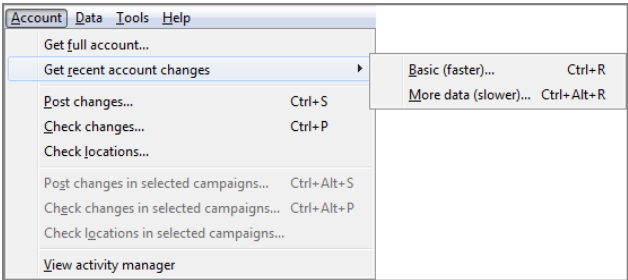 Account Data Tools Help
Get full account...
Get recent account changes
Basic (faster)... Ctrl+R
More data (slower)... Ctrl+Alt+R
Post changes... Ctrl+S
Check changes... Ctrl+P
Check locations...
Post changes in selected campaigns... Ctrl+Alt+S
Check changes in selected campaigns... Ctrl+Alt+P
Check locations in selected campaigns...
View activity manager